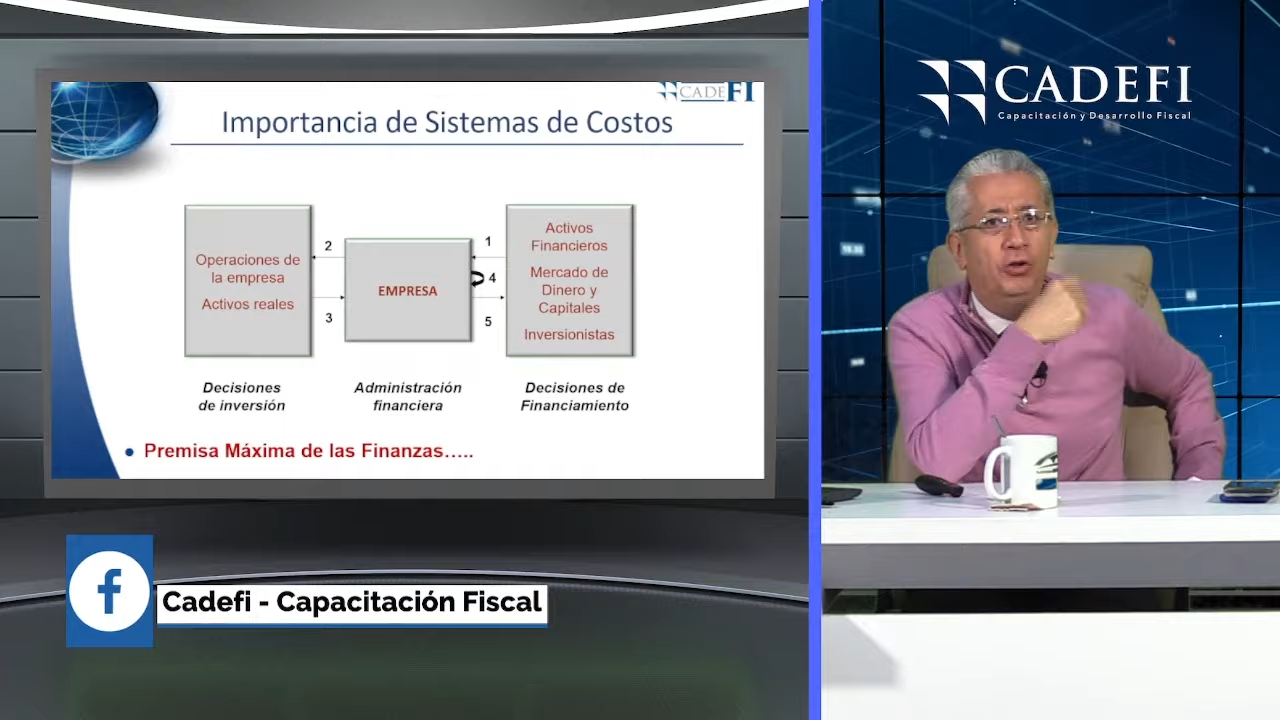 CADEFI
Importancia de Sistemas de Costos
Operaciones de
la empresa
Activos reales
2
3
EMPRESA
1
4
5
Activos
Financieros
Mercado de
Dinero y
Capitales
Inversionistas
Decisiones
de inversión
Administración
financiera
Decisiones de
Financiamiento
• Premisa Máxima de las Finanzas…..
f
Cadefi - Capacitación Fiscal
CADEFI
Capacitación y Desarrollo Fiscal